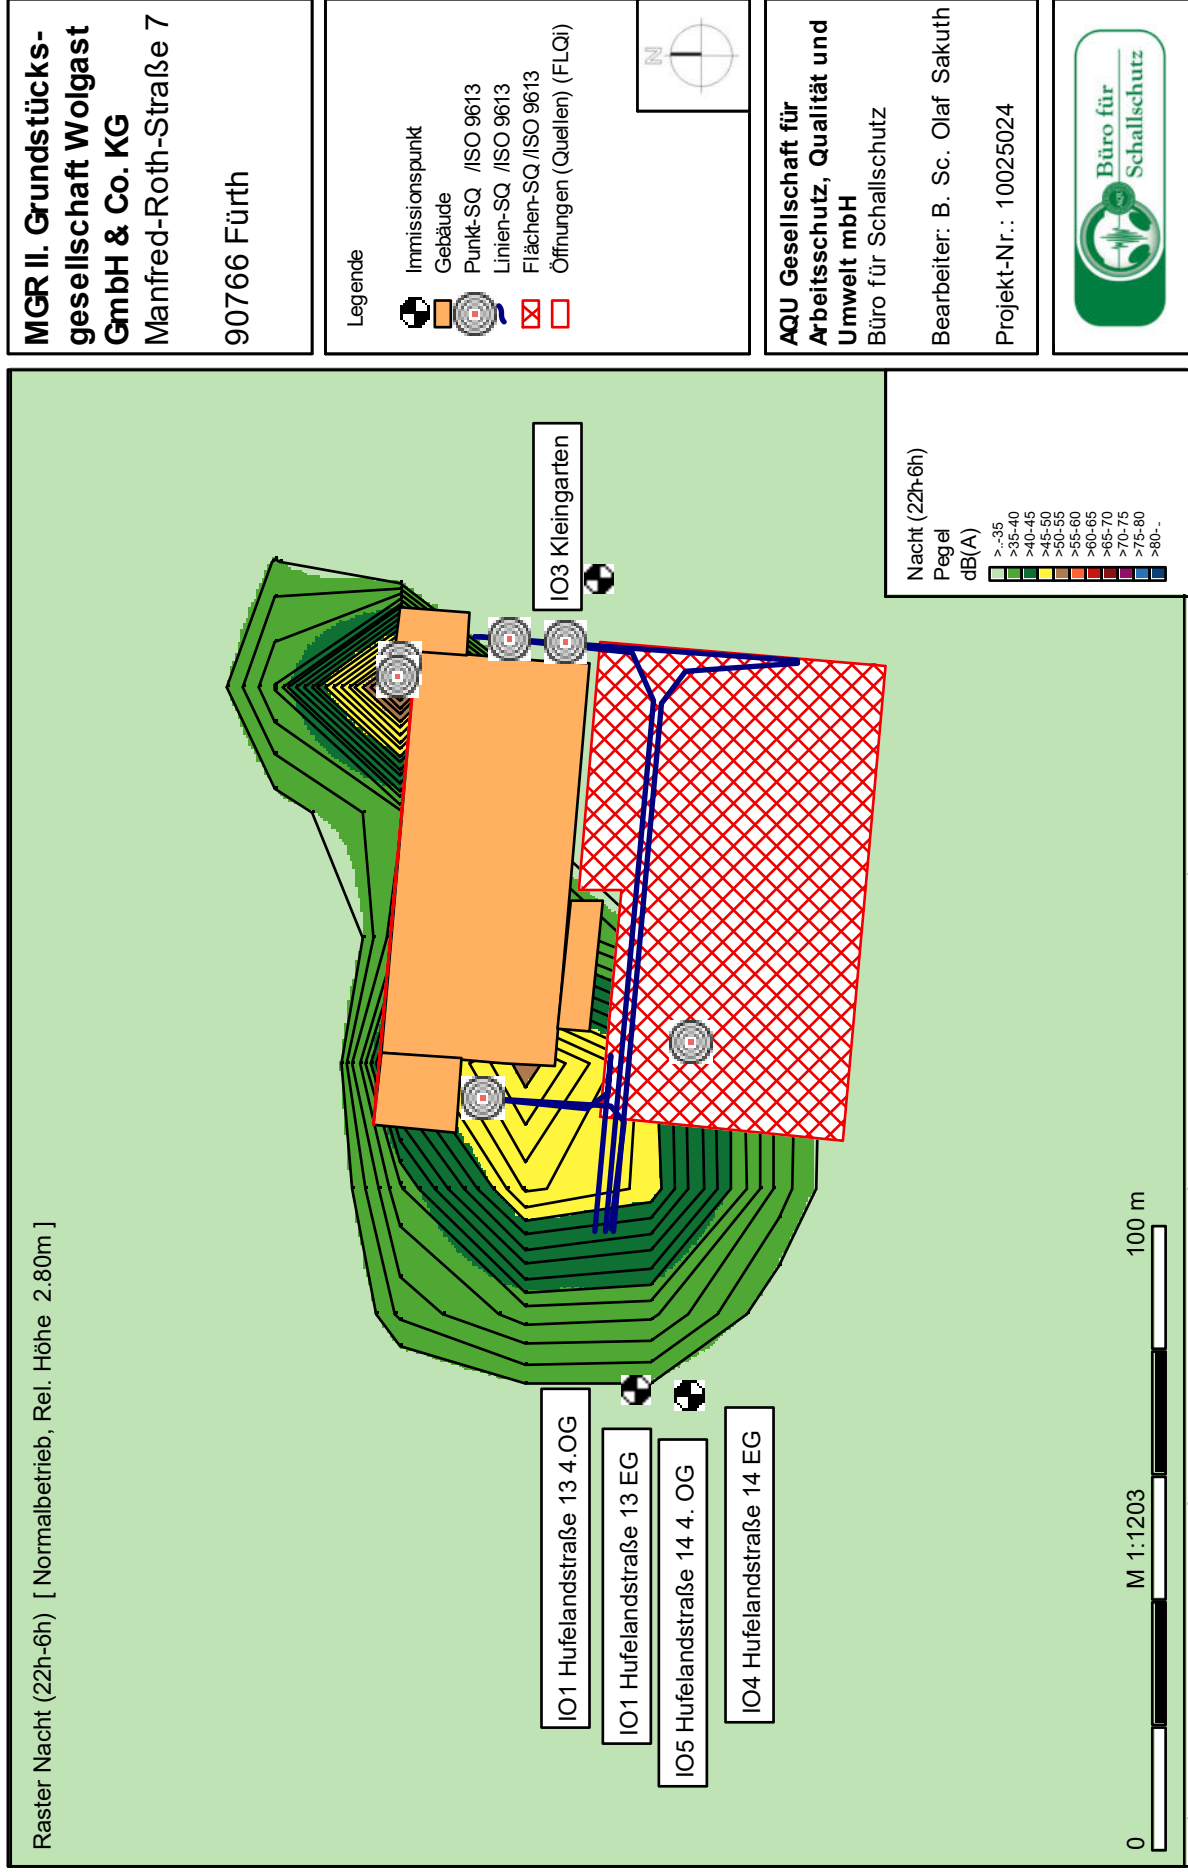 Raster Nacht (22h-6h) [ Normalbetrieb, Rel. Höhe 2.80m ]
IO1 Hufelandstraße 13 4.OG
IO1 Hufelandstraße 13 EG
IO5 Hufelandstraße 14 4. OG
IO4 Hufelandstraße 14 EG
IO3 Kleingarten
0
M 1:1203
100 m
Nacht (22h-6h)
Pegel
dB(A)
>..-35
>35-40
>40-45
>45-50
>50-55
>55-60
>60-65
>65-70
>70-75
>75-80
>80-..
MGR II. Grundstücks-
gesellschaft Wolgast
GmbH & Co. KG
Manfred-Roth-Straße 7
90766 Fürth
Legende
Immissionspunkt
Gebäude
Punkt-SQ /ISO 9613
Linien-SQ /ISO 9613
Flächen-SQ /ISO 9613
Öffnungen (Quellen) (FLQi)
N
AQU Gesellschaft für
Arbeitsschutz, Qualität und
Umwelt mbH
Büro für Schallschutz
Bearbeiter: B. Sc. Olaf Sakuth
Projekt-Nr.: 10025024
Büro für
Schallschutz